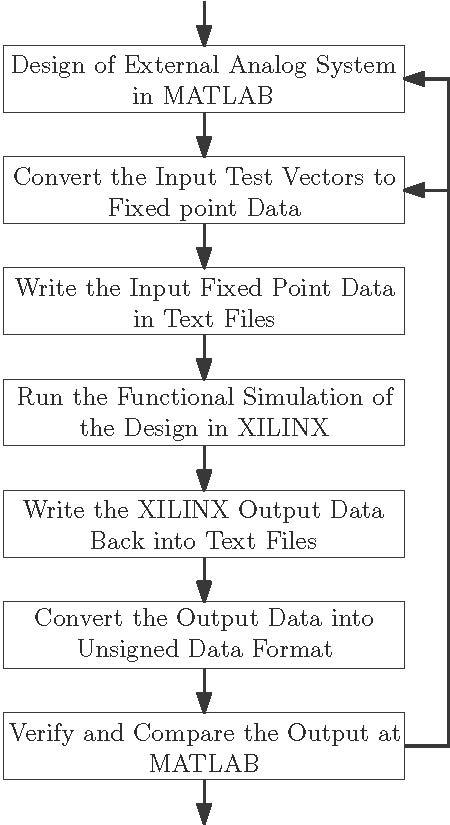 Design of External Analog System
in MATLAB
Convert the Input Test Vectors to
Fixed point Data
Write the Input Fixed Point Data
in Text Files
Run the Functional Simulation of
the Design in XILINX
Write the XILINX Output Data
Back into Text Files
Convert the Output Data into
Unsigned Data Format
Verify and Compare the Output at
MATLAB